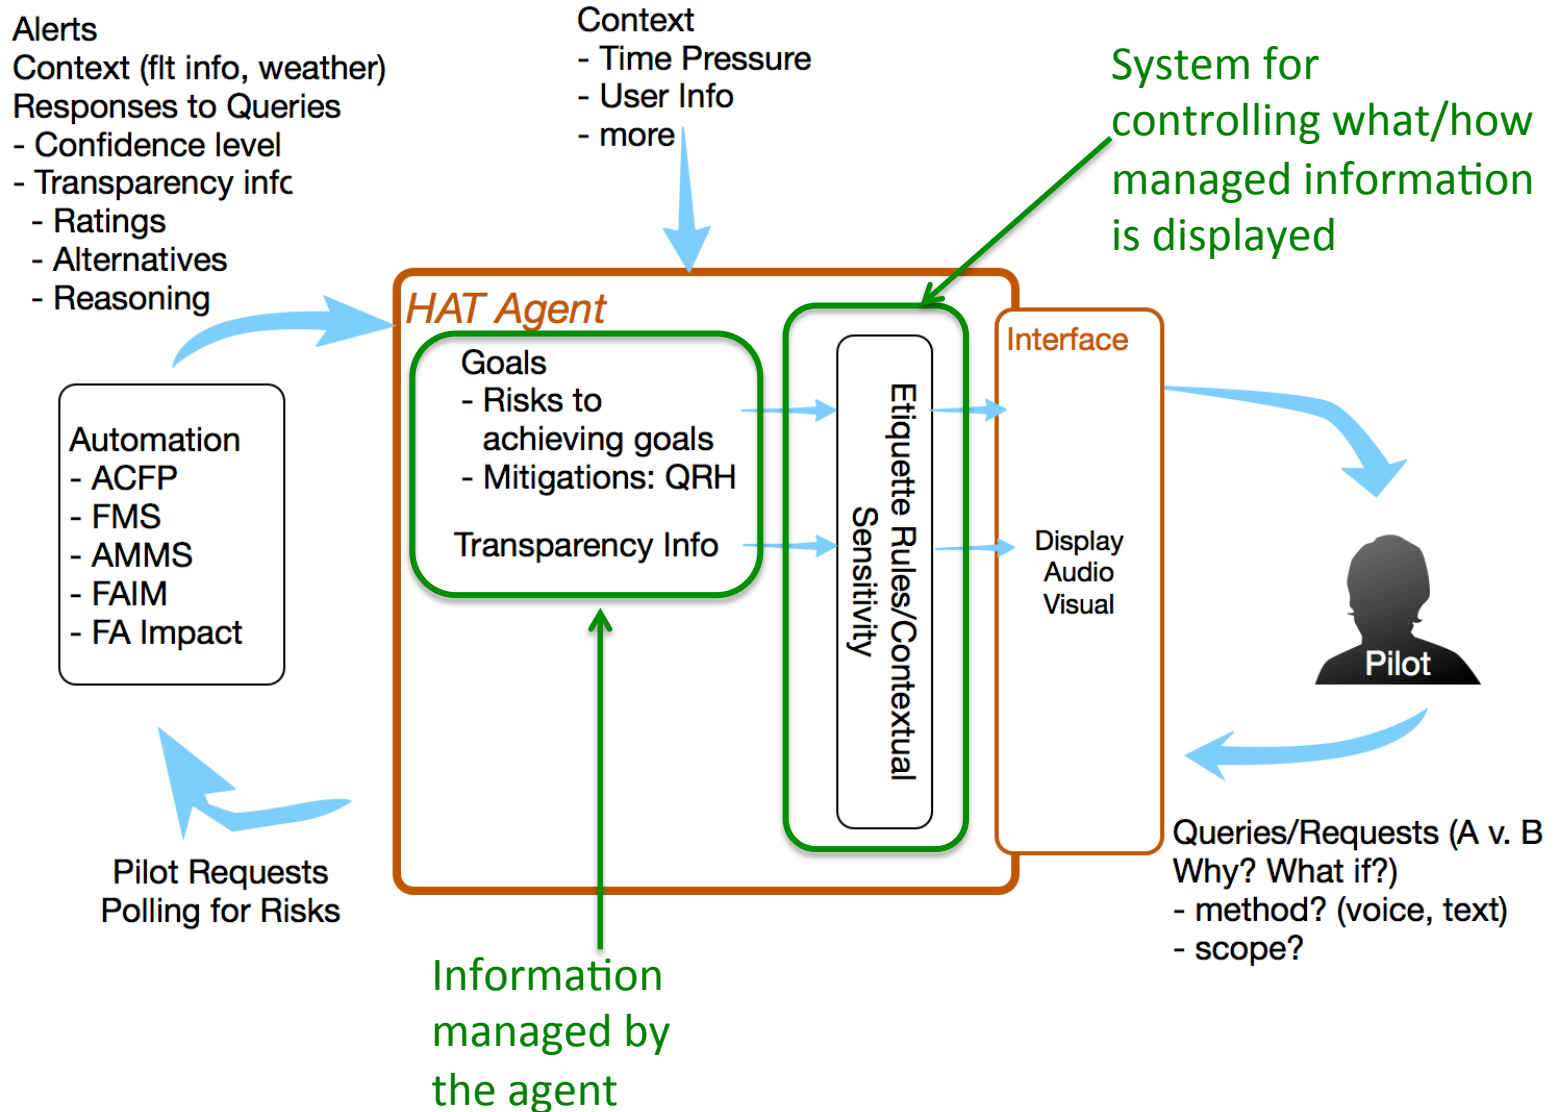 Alerts
Context (flt info, weather)
Responses to Queries
- Confidence level
- Transparency info
- Ratings
- Alternatives
- Reasoning
Context
- Time Pressure
- User Info
- more
System for
controlling what/how
managed information
is displayed
HAT Agent
Goals
- Risks to
achieving goals
- Mitigations: QRH
Transparency Info
Etiquette Rules/Contextual
Sensitivity
Interface
Display
Audio
Visual
Automation
- ACFP
- FMS
- AMMS
- FAIM
- FA Impact
Pilot
Pilot Requests
Polling for Risks
Queries/Requests (A v. B
Why? What if?)
- method? (voice, text)
- scope?
Information
managed by
the agent